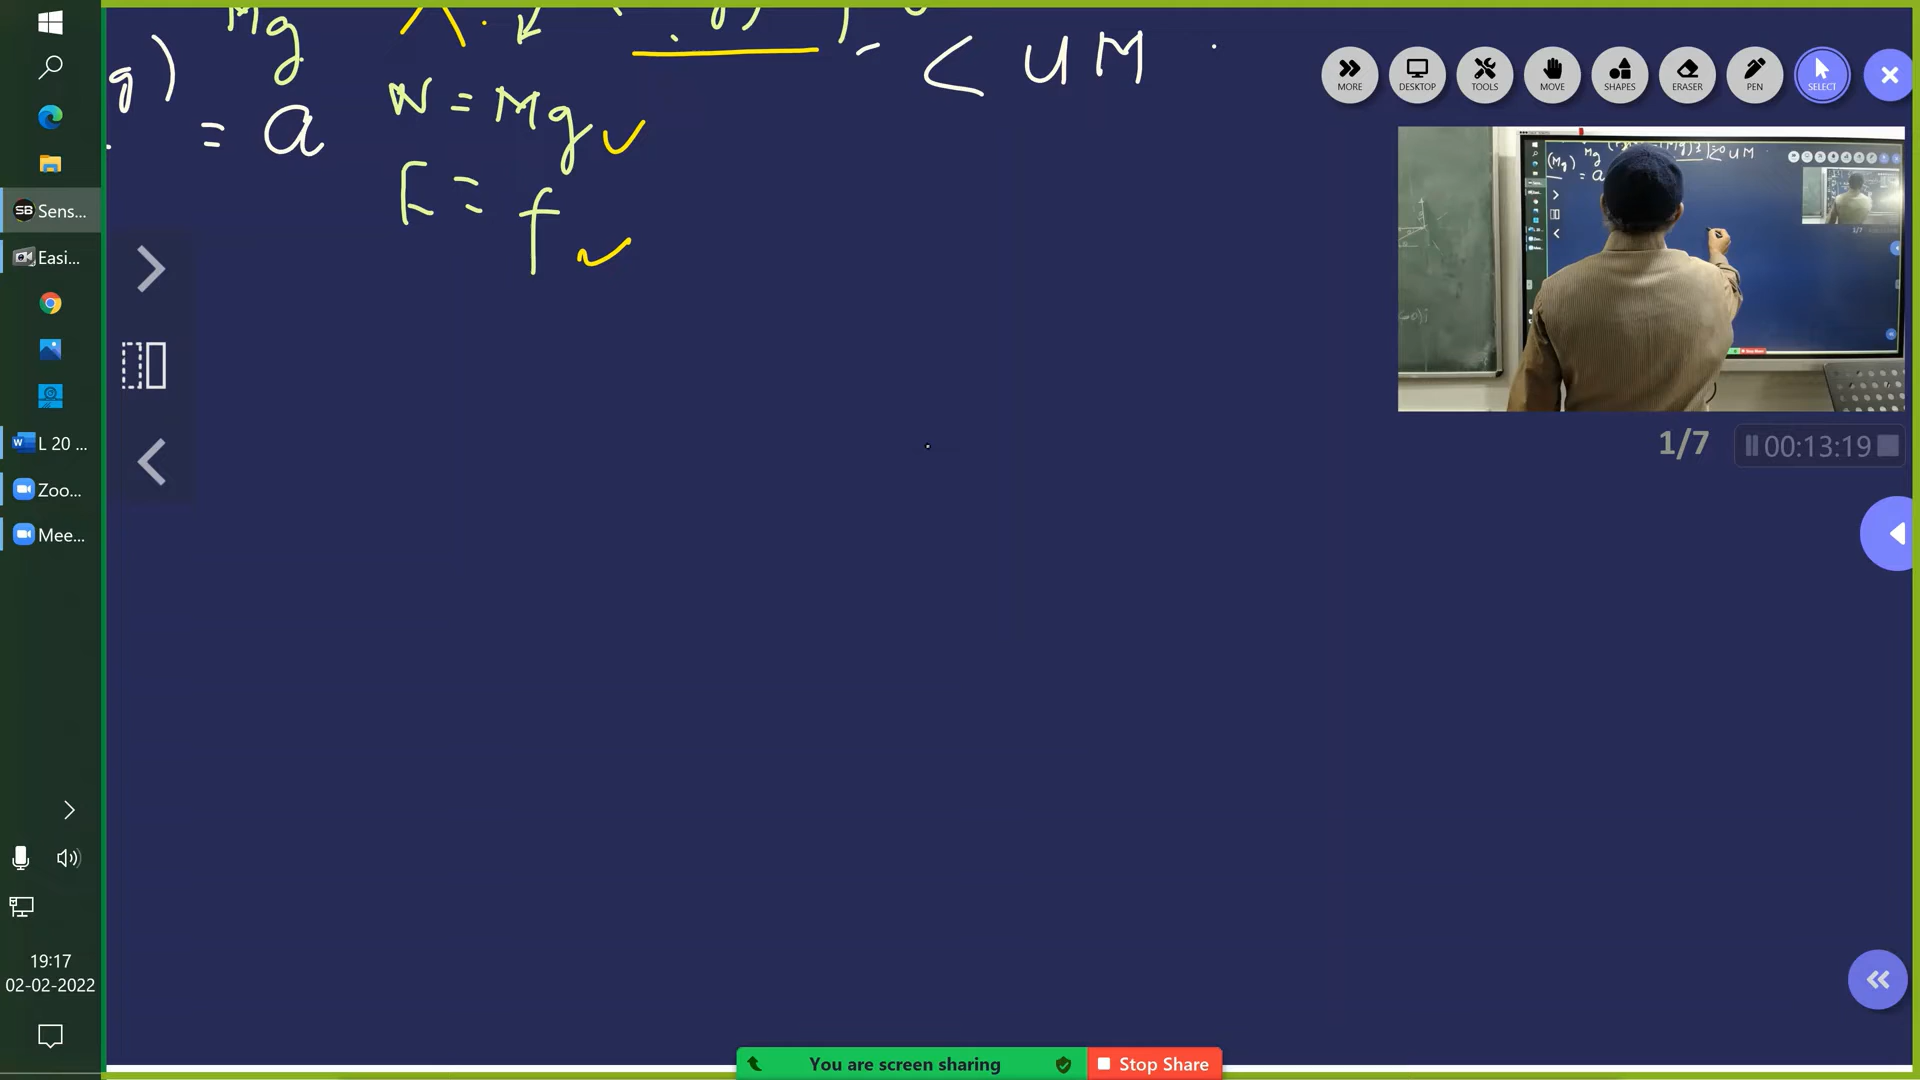 Mg
g)
= a
N = Mg
F = f
< u M
MORE
DESKTOP
TOOLS
MOVE
SHAPES
ERASER
PEN
SELECT
Sens...
Easi...
L 20 ...
Zoo...
Mee...
1/7
00:13:19
19:17
02-02-2022
You are screen sharing
Stop Share